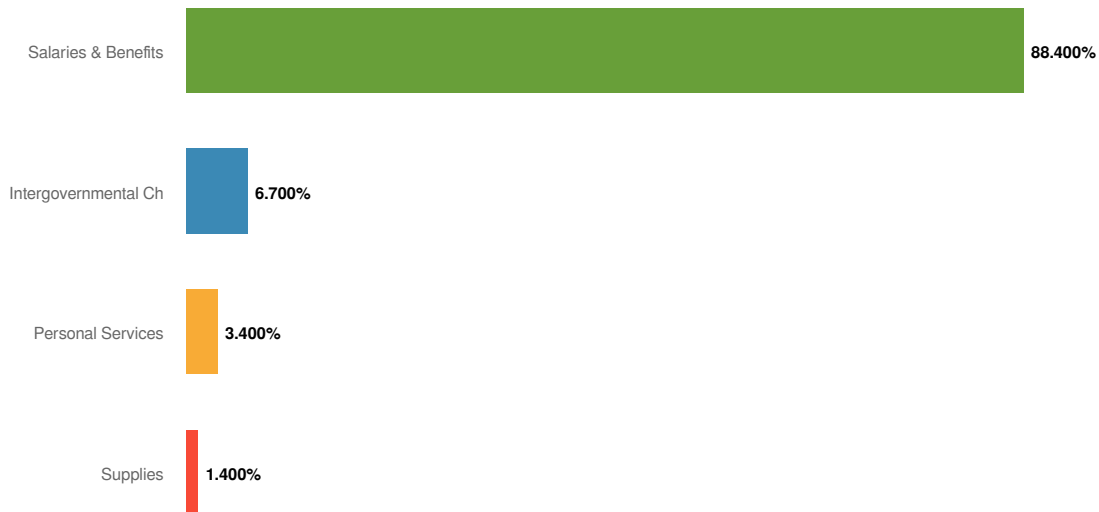 Salaries & Benefits 88.400%
Intergovernmental Ch 6.700%
Personal Services 3.400%
Supplies 1.400%